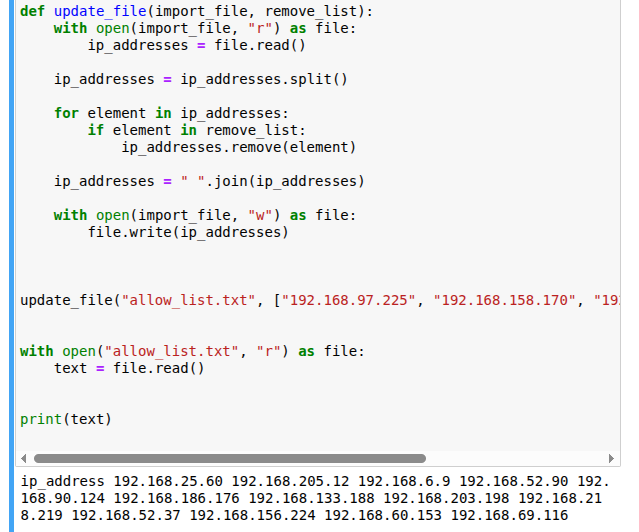 def update_file(import_file, remove_list):
    with open(import_file, "r") as file:
        ip_addresses = file.read()
    ip_addresses = ip_addresses.split()
    for element in ip_addresses:
        if element in remove_list:
            ip_addresses.remove(element)
    ip_addresses = " ".join(ip_addresses)
    with open(import_file, "w") as file:
        file.write(ip_addresses)
update_file("allow_list.txt", ["192.168.97.225", "192.168.158.170", "19
with open("allow_list.txt", "r") as file:
    text = file.read()
print(text)
ip_address 192.168.25.60 192.168.205.12 192.168.6.9 192.168.52.90 192.
168.90.124 192.168.186.176 192.168.133.188 192.168.203.198 192.168.21
8.219 192.168.52.37 192.168.156.224 192.168.60.153 192.168.69.116